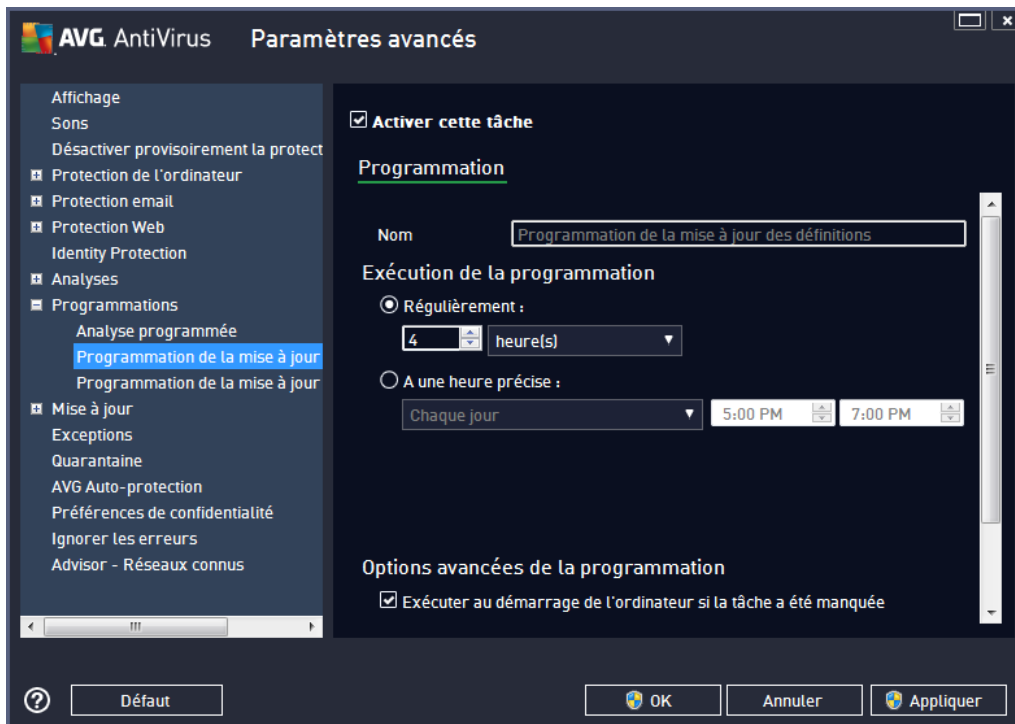 AVG AntiVirus Paramètres avancés
Affichage
Sons
Désactiver provisoirement la protect
Protection de l'ordinateur
Protection email
Protection Web
Identity Protection
Analyses
Programmations
Analyse programmée
Programmation de la mise à jour
Programmation de la mise à jour
Mise à jour
Exceptions
Quarantaine
AVG Auto-protection
Préférences de confidentialité
Ignorer les erreurs
Advisor - Réseaux connus
Activer cette tâche
Programmation
Nom Programmation de la mise à jour des définitions
Exécution de la programmation
Régulièrement :
4 heure(s)
A une heure précise :
Chaque jour 5:00 PM 7:00 PM
Options avancées de la programmation
Exécuter au démarrage de l'ordinateur si la tâche a été manquée
? Défaut OK Annuler Appliquer